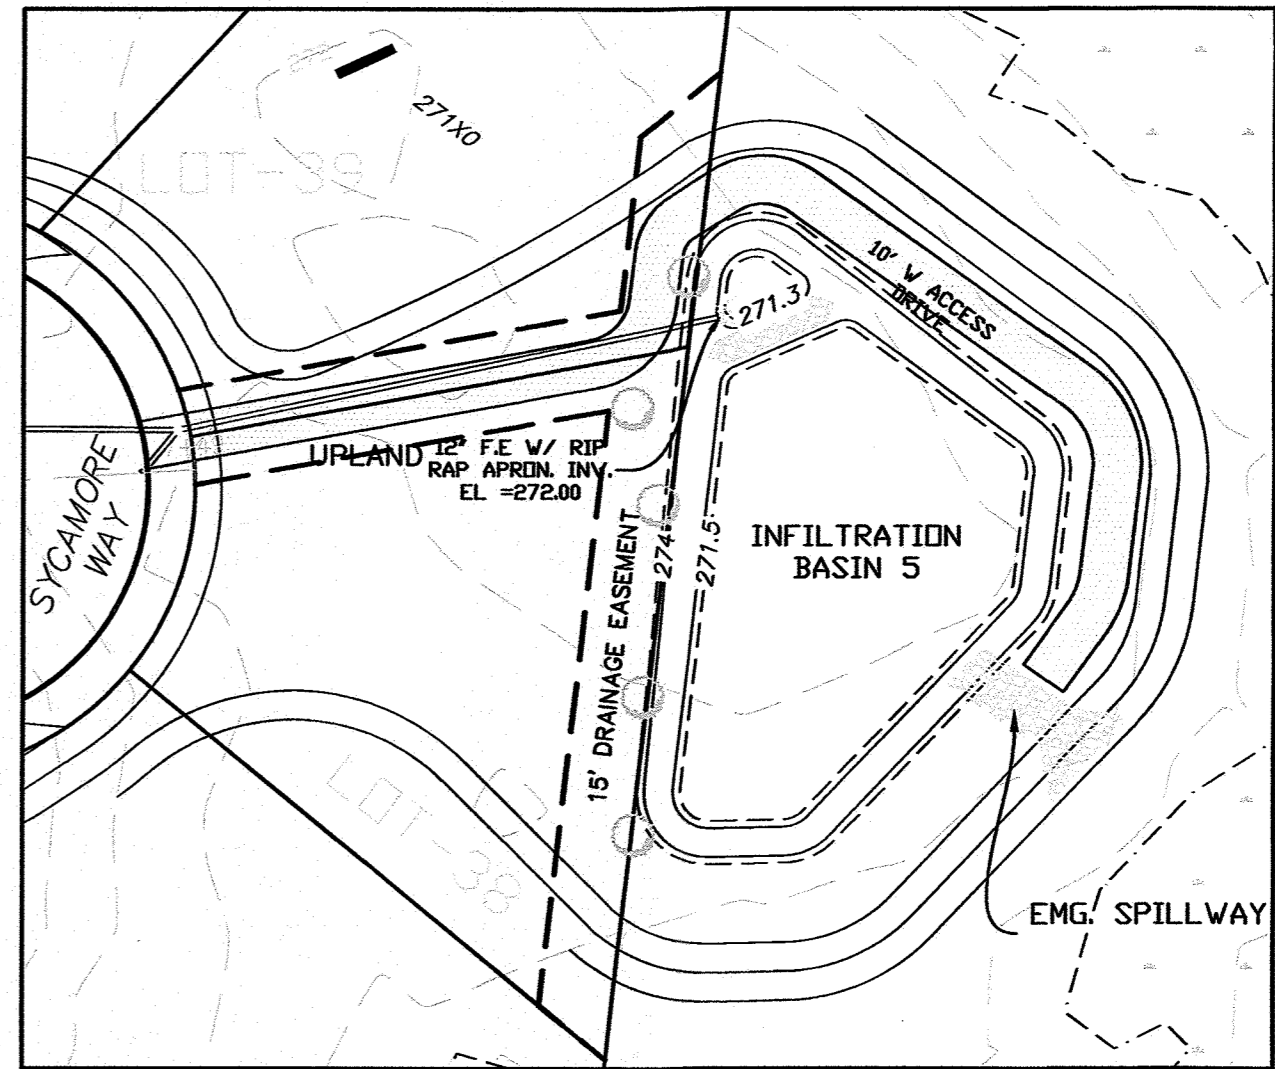 271X0
LOT-39
10' W ACCESS
DRIVE
271.3
UPLAND
12" F.E W/ RIP
RAP APRON. INV.
EL =272.00
SYCAMORE
WAY
274
271.5
INFILTRATION
BASIN 5
15' DRAINAGE EASEMENT
LOT-38
EMG. SPILLWAY